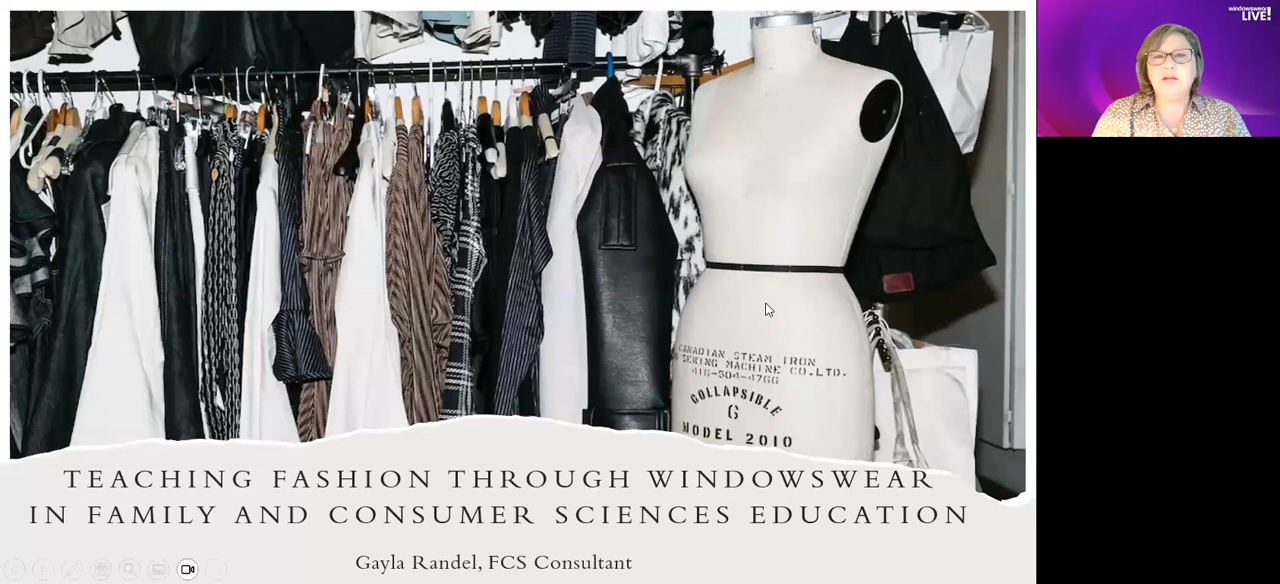 windowswear
LIVE!
CANADIAN STEAM IRON
SEWING MACHINE CO. LTD.
416-504-4766
COLLAPSIBLE
6
MODEL 2010
TEACHING FASHION THROUGH WINDOWSWEAR
IN FAMILY AND CONSUMER SCIENCES EDUCATION
Gayla Randel, FCS Consultant